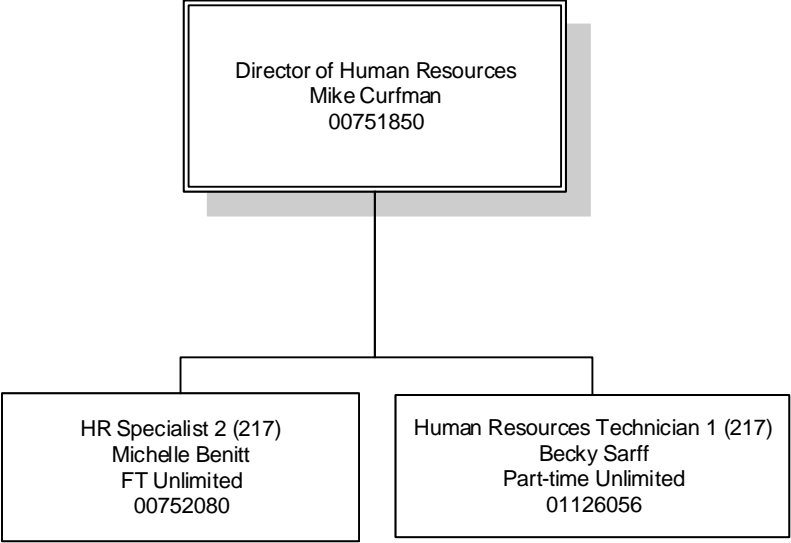 Director of Human Resources
Mike Curfman
00751850
HR Specialist 2 (217)
Michelle Benitt
FT Unlimited
00752080
Human Resources Technician 1 (217)
Becky Sarff
Part-time Unlimited
01126056